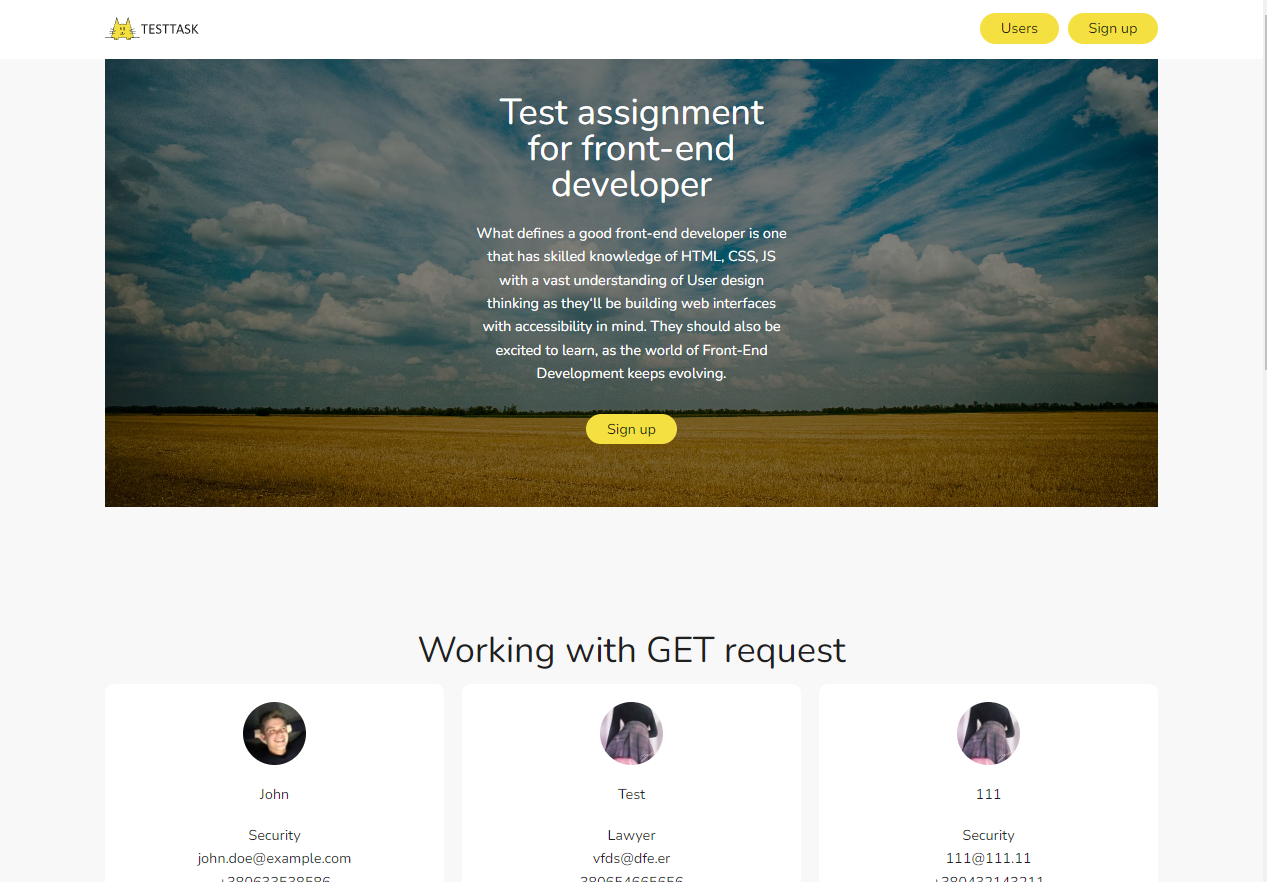 TESTTASK
Users
Sign up
Test assignment
for front-end
developer
What defines a good front-end developer is one
that has skilled knowledge of HTML, CSS, JS
with a vast understanding of User design
thinking as they'll be building web interfaces
with accessibility in mind. They should also be
excited to learn, as the world of Front-End
Development keeps evolving.
Sign up
Working with GET request
John
Test
111
Security
Lawyer
Security
john.doe@example.com
vfds@dfe.er
111@111.11
+380633538586
380654665656
+380432143211